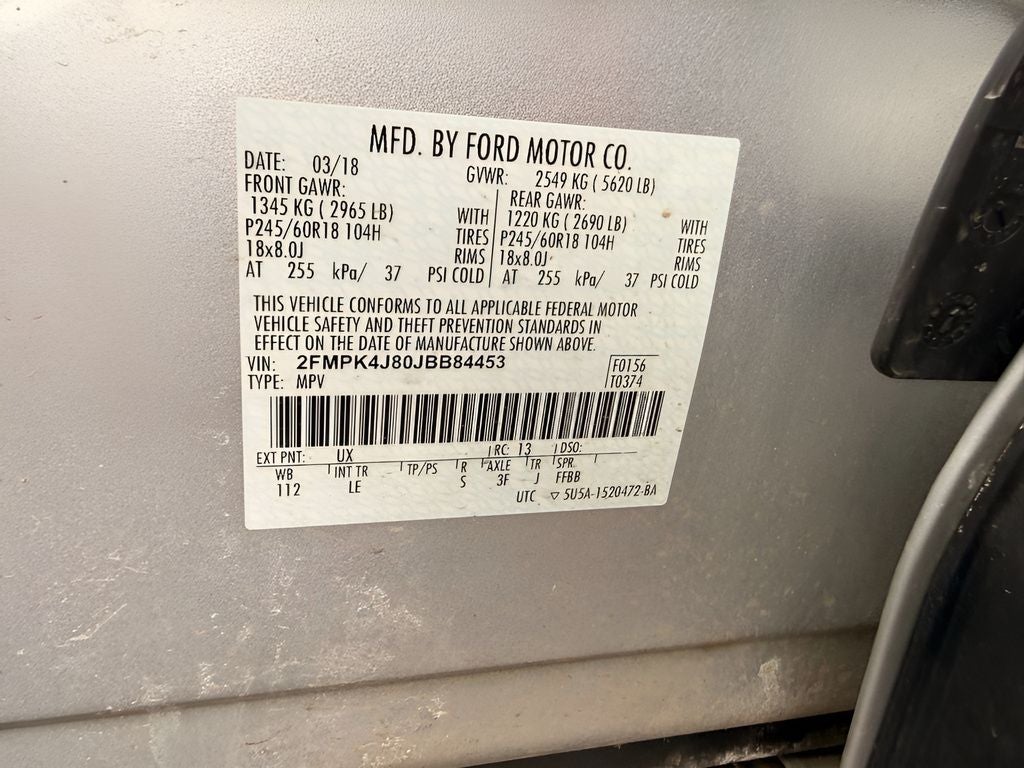 MFD. BY FORD MOTOR CO.
DATE: 03/18 GVWR: 2549 KG ( 5620 LB)
FRONT GAWR: REAR GAWR:
1345 KG ( 2965 LB) WITH 1220 KG ( 2690 LB) WITH
P245/60R18 104H TIRES P245/60R18 104H TIRES
18x8.0J RIMS 18x8.0J RIMS
AT 255 kPa/ 37 PSI COLD AT 255 kPa/ 37 PSI COLD
THIS VEHICLE CONFORMS TO ALL APPLICABLE FEDERAL MOTOR
VEHICLE SAFETY AND THEFT PREVENTION STANDARDS IN
EFFECT ON THE DATE OF MANUFACTURE SHOWN ABOVE.
VIN: 2FMPK4J80JBB84453 F0156
TYPE: MPV T0374
EXT PNT: UX RC: 13 DSO:
WB INT TR TP/PS R AXLE TR SPR
112 LE S 3F J FFBB
UTC ▽ 5U5A-1520472-BA